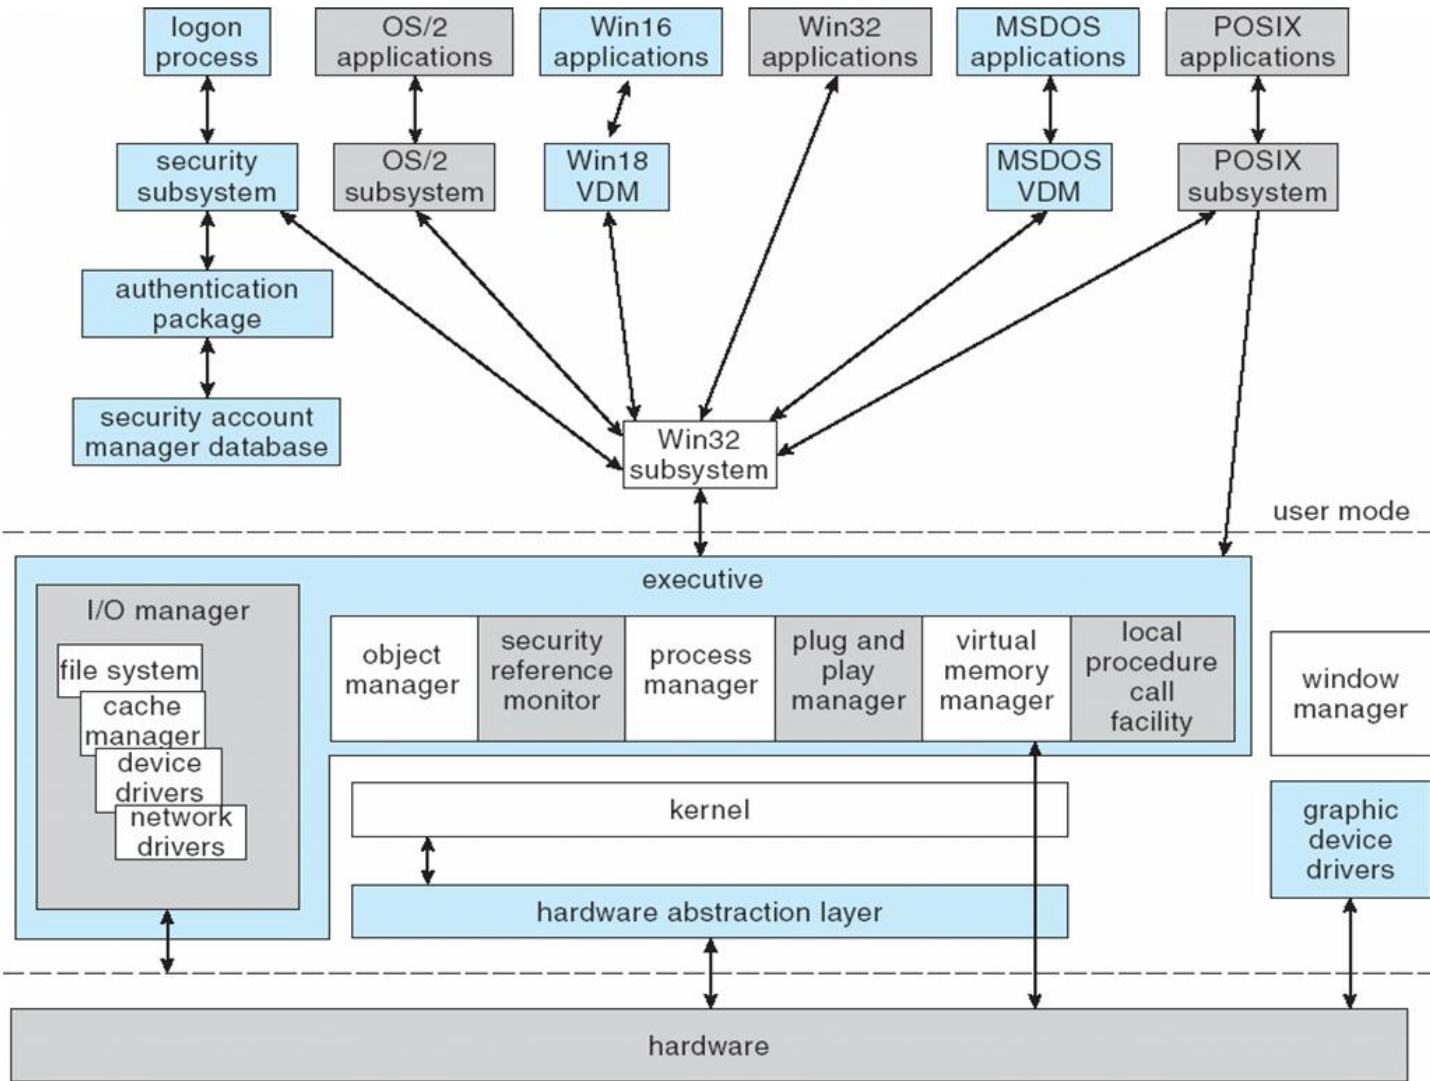 logon
process
OS/2
applications
Win16
applications
Win32
applications
MSDOS
applications
POSIX
applications
security
subsystem
OS/2
subsystem
Win18
VDM
MSDOS
VDM
POSIX
subsystem
authentication
package
security account
manager database
Win32
subsystem
user mode
executive
I/O manager
file system
cache
manager
device
drivers
network
drivers
object
manager
security
reference
monitor
process
manager
plug and
play
manager
virtual
memory
manager
local
procedure
call
facility
window
manager
kernel
graphic
device
drivers
hardware abstraction layer
hardware